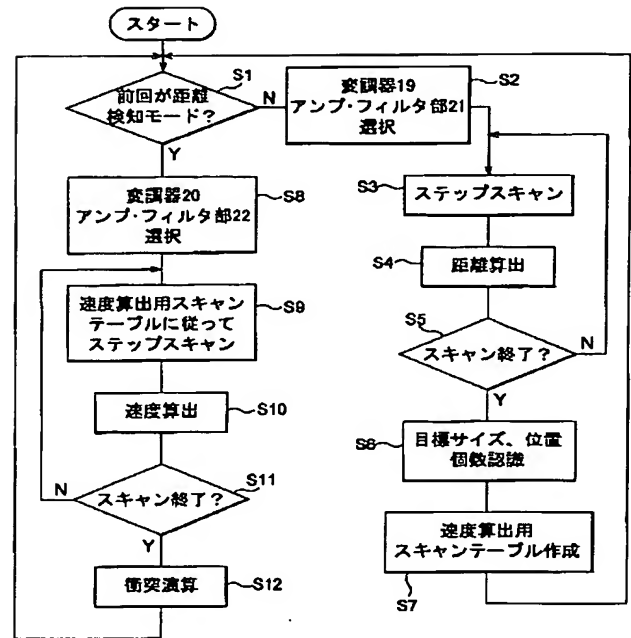 スタート
S1
前回が距離
検知モード?
N
Y
変調器19
アンプ・フィルタ部21
選択
S2
S3
ステップスキャン
S4
距離算出
S5
スキャン終了?
N
Y
S6
目標サイズ、位置
個数認識
速度算出用
スキャンテーブル作成
S7
変調器20
アンプ・フィルタ部22
選択
S8
速度算出用スキャン
テーブルに従って
ステップスキャン
S9
速度算出
S10
スキャン終了?
S11
N
Y
衝突演算
S12